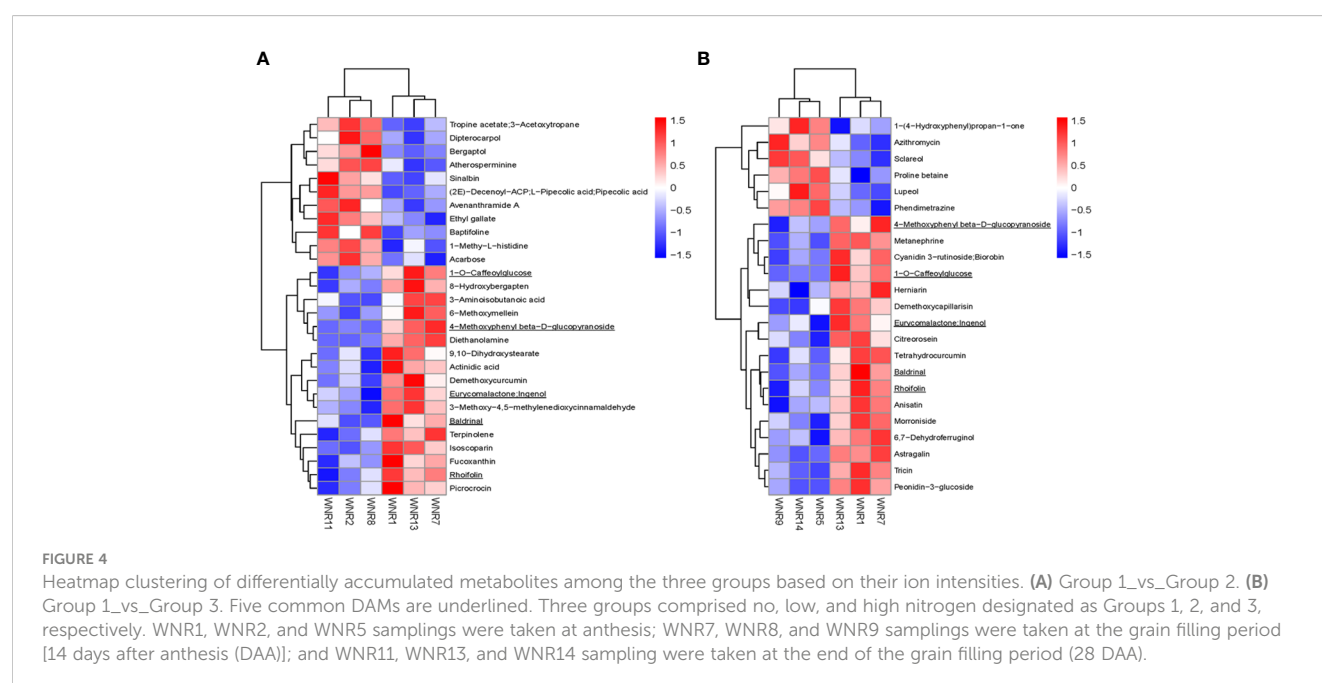 A
Tropine acetate;3−Acetoxytropane
Dipterocarpol
Bergaptol
Atherosperminine
Sinalbin
(2E)−Decenoyl−ACP;L−Pipecolic acid;Pipecolic acid
Avenanthramide A
Ethyl gallate
Baptifoline
1−Methy−L−histidine
Acarbose
1−O−Caffeoylglucose
8−Hydroxybergapten
3−Aminoisobutanoic acid
6−Methoxymellein
4−Methoxyphenyl beta−D−glucopyranoside
Diethanolamine
9,10−Dihydroxystearate
Actinidic acid
Demethoxycurcumin
Eurycomalactone;Ingenol
3−Methoxy−4,5−methylenedioxycinnamaldehyde
Baldrinal
Terpinolene
Isoscoparin
Fucoxanthin
Rhoifolin
Picrocrocin
WNR11
WNR2
WNR8
WNR1
WNR13
WNR7
1.5
1
0.5
0
−0.5
−1
−1.5
B
1−(4−Hydroxyphenyl)propan−1−one
Azithromycin
Sclareol
Proline betaine
Lupeol
Phendimetrazine
4−Methoxyphenyl beta−D−glucopyranoside
Metanephrine
Cyanidin 3−rutinoside;Biorobin
1−O−Caffeoylglucose
Herniarin
Demethoxycapillarisin
Eurycomalactone;Ingenol
Citreorosein
Tetrahydrocurcumin
Baldrinal
Rhoifolin
Anisatin
Morroniside
6,7−Dehydroferruginol
Astragalin
Tricin
Peonidin−3−glucoside
WNR9
WNR14
WNR5
WNR13
WNR1
WNR7
1.5
1
0.5
0
−0.5
−1
−1.5
FIGURE 4
Heatmap clustering of differentially accumulated metabolites among the three groups based on their ion intensities. (A) Group 1_vs_Group 2. (B)
Group 1_vs_Group 3. Five common DAMs are underlined. Three groups comprised no, low, and high nitrogen designated as Groups 1, 2, and 3,
respectively. WNR1, WNR2, and WNR5 samplings were taken at anthesis; WNR7, WNR8, and WNR9 samplings were taken at the grain filling period
[14 days after anthesis (DAA)]; and WNR11, WNR13, and WNR14 sampling were taken at the end of the grain filling period (28 DAA).